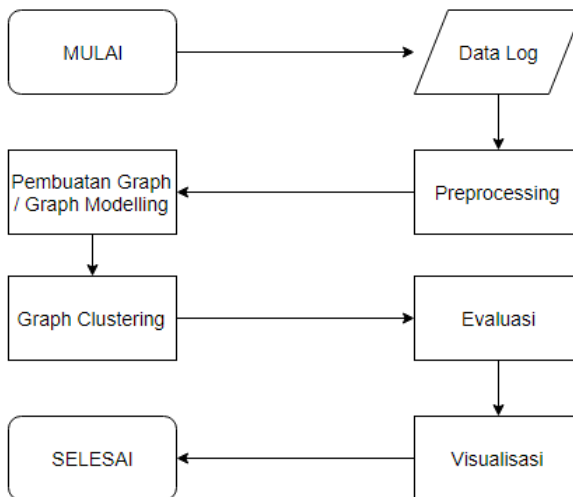 MULAI
Data Log
Preprocessing
Pembuatan Graph
/ Graph Modelling
Graph Clustering
Evaluasi
Visualisasi
SELESAI